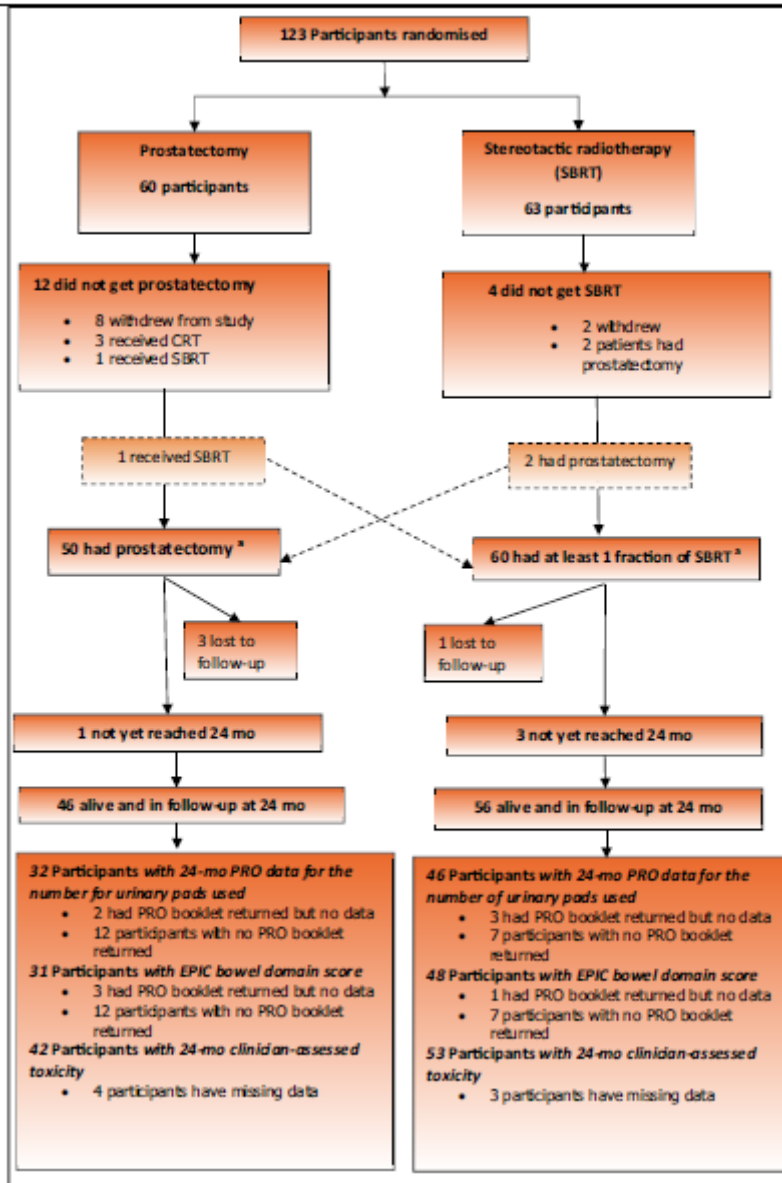 123 Participants randomised
Prostatectomy
60 participants
Stereotactic radiotherapy
(SBRT)
63 participants
12 did not get prostatectomy
• 8 withdrew from study
• 3 received CRT
• 1 received SBRT
4 did not get SBRT
• 2 withdrew
• 2 patients had
prostatectomy
1 received SBRT
2 had prostatectomy
50 had prostatectomy ᵃ
60 had at least 1 fraction of SBRT ᵃ
3 lost to
follow-up
1 lost to
follow-up
1 not yet reached 24 mo
3 not yet reached 24 mo
46 alive and in follow-up at 24 mo
56 alive and in follow-up at 24 mo
32 Participants with 24-mo PRO data for the
number for urinary pads used
• 2 had PRO booklet returned but no data
• 12 participants with no PRO booklet
returned
31 Participants with EPIC bowel domain score
• 3 had PRO booklet returned but no data
• 12 participants with no PRO booklet
returned
42 Participants with 24-mo clinician-assessed
toxicity
• 4 participants have missing data
46 Participants with 24-mo PRO data for the
number of urinary pads used
• 3 had PRO booklet returned but no data
• 7 participants with no PRO booklet
returned
48 Participants with EPIC bowel domain score
• 1 had PRO booklet returned but no data
• 7 participants with no PRO booklet
returned
53 Participants with 24-mo clinician-assessed
toxicity
• 3 participants have missing data